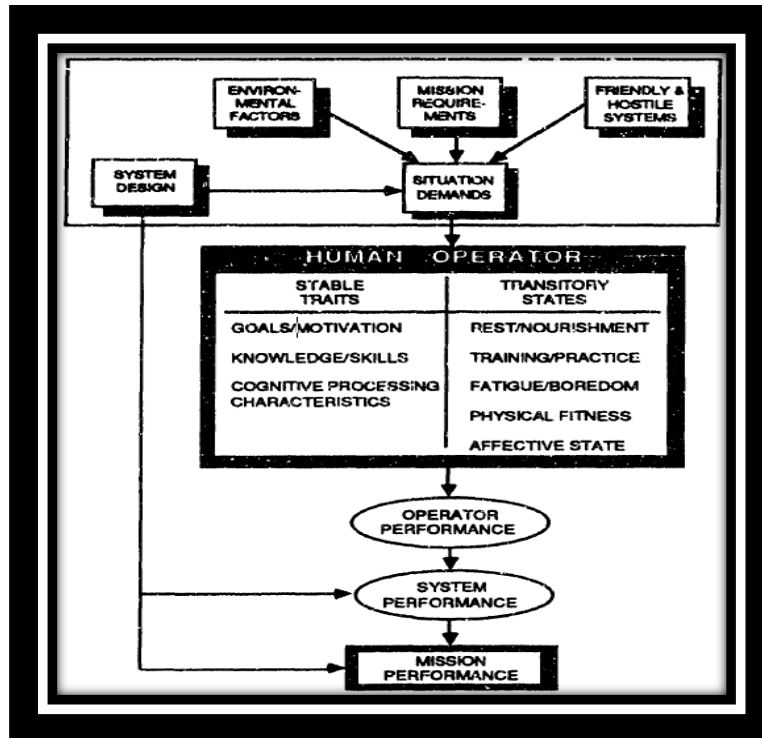 ENVIRON-
MENTAL
FACTORS
MISSION
REQUIRE-
MENTS
FRIENDLY &
HOSTILE
SYSTEMS
SYSTEM
DESIGN
SITUATION
DEMANDS
HUMAN OPERATOR
STABLE
TRAITS
GOALS/MOTIVATION
KNOWLEDGE/SKILLS
COGNITIVE PROCESSING
CHARACTERISTICS
TRANSITORY
STATES
REST/NOURISHMENT
TRAINING/PRACTICE
FATIGUE/BOREDOM
PHYSICAL FITNESS
AFFECTIVE STATE
OPERATOR
PERFORMANCE
SYSTEM
PERFORMANCE
MISSION
PERFORMANCE